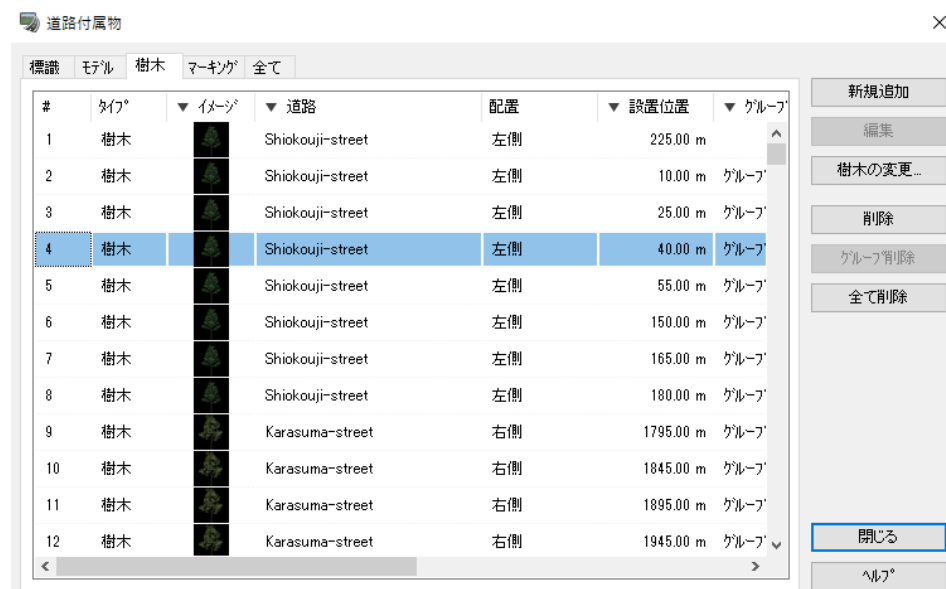 道路付属物
標識 ﾓﾃﾞﾙ 樹木 ﾏｰｷﾝｸﾞ 全て
# ﾀｲﾌﾟ ▼ ｲﾒｰｼﾞ ▼ 道路 配置 ▼ 設置位置 ▼ ｸﾞﾙｰﾌﾟ
1 樹木 Shiokouji-street 左側 225.00 m
2 樹木 Shiokouji-street 左側 10.00 m ｸﾞﾙｰﾌﾟ
3 樹木 Shiokouji-street 左側 25.00 m ｸﾞﾙｰﾌﾟ
4 樹木 Shiokouji-street 左側 40.00 m ｸﾞﾙｰﾌﾟ
5 樹木 Shiokouji-street 左側 55.00 m ｸﾞﾙｰﾌﾟ
6 樹木 Shiokouji-street 左側 150.00 m ｸﾞﾙｰﾌﾟ
7 樹木 Shiokouji-street 左側 165.00 m ｸﾞﾙｰﾌﾟ
8 樹木 Shiokouji-street 左側 180.00 m ｸﾞﾙｰﾌﾟ
9 樹木 Karasuma-street 右側 1795.00 m ｸﾞﾙｰﾌﾟ
10 樹木 Karasuma-street 右側 1845.00 m ｸﾞﾙｰﾌﾟ
11 樹木 Karasuma-street 右側 1895.00 m ｸﾞﾙｰﾌﾟ
12 樹木 Karasuma-street 右側 1945.00 m ｸﾞﾙｰﾌﾟ
新規追加
編集
樹木の変更...
削除
ｸﾞﾙｰﾌﾟ削除
全て削除
閉じる
ﾍﾙﾌﾟ